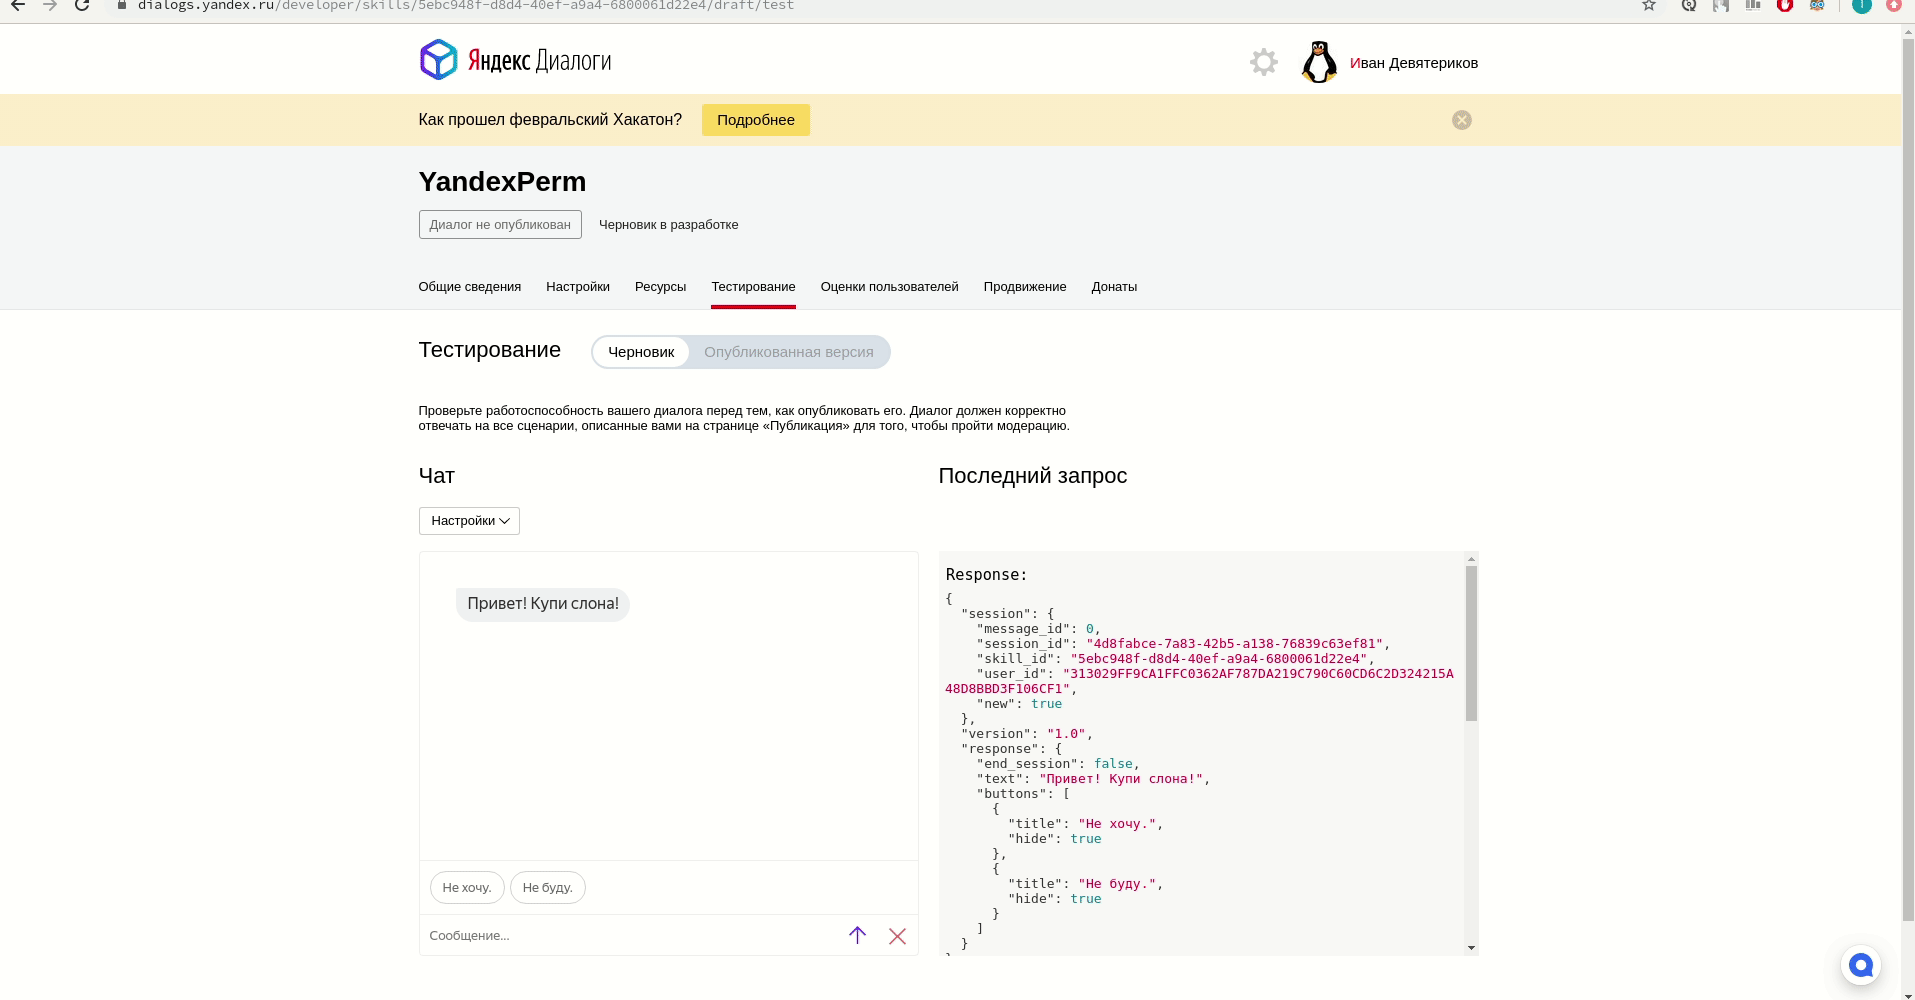 dialogs.yandex.ru/developer/skills/5ebc948f-d8d4-40ef-a9a4-6800061d22e4/draft/test
Яндекс Диалоги
Иван Девятериков
Как прошел февральский Хакатон? Подробнее
YandexPerm
Диалог не опубликован Черновик в разработке
Общие сведения Настройки Ресурсы Тестирование Оценки пользователей Продвижение Донаты
Тестирование Черновик Опубликованная версия
Проверьте работоспособность вашего диалога перед тем, как опубликовать его. Диалог должен корректно
отвечать на все сценарии, описанные вами на странице «Публикация» для того, чтобы пройти модерацию.
Чат
Настройки
Привет! Купи слона!
Не хочу. Не буду.
Сообщение...
Последний запрос
Response:
{
"session": {
"message_id": 0,
"session_id": "4d8fabce-7a83-42b5-a138-76839c63ef81",
"skill_id": "5ebc948f-d8d4-40ef-a9a4-6800061d22e4",
"user_id": "313029FF9CA1FFC0362AF787DA219C790C60CD6C2D324215A
48D8BBD3F106CF1",
"new": true
},
"version": "1.0",
"response": {
"end_session": false,
"text": "Привет! Купи слона!",
"buttons": [
{
"title": "Не хочу.",
"hide": true
},
{
"title": "Не буду.",
"hide": true
}
]
}